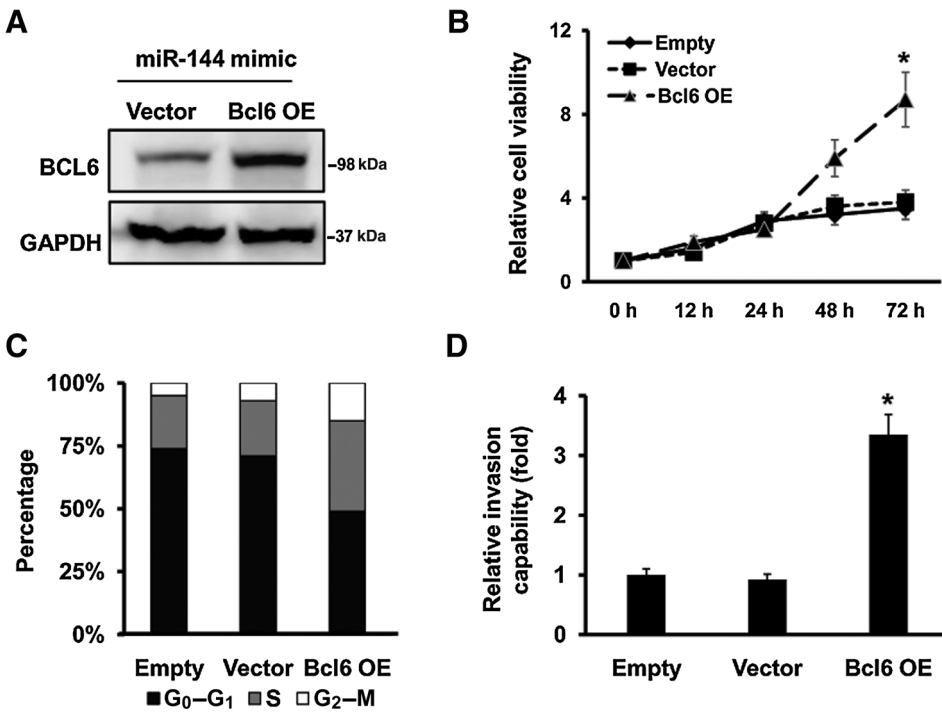 A
miR-144 mimic
Vector Bcl6 OE
BCL6
–98 kDa
GAPDH
–37 kDa
B
Relative cell viability
12
8
4
0
Empty
Vector
Bcl6 OE
*
0 h 12 h 24 h 48 h 72 h
C
Percentage
100%
75%
50%
25%
0%
Empty Vector Bcl6 OE
G0–G1 S G2–M
D
Relative invasion
capability (fold)
4
3
2
1
0
*
Empty Vector Bcl6 OE